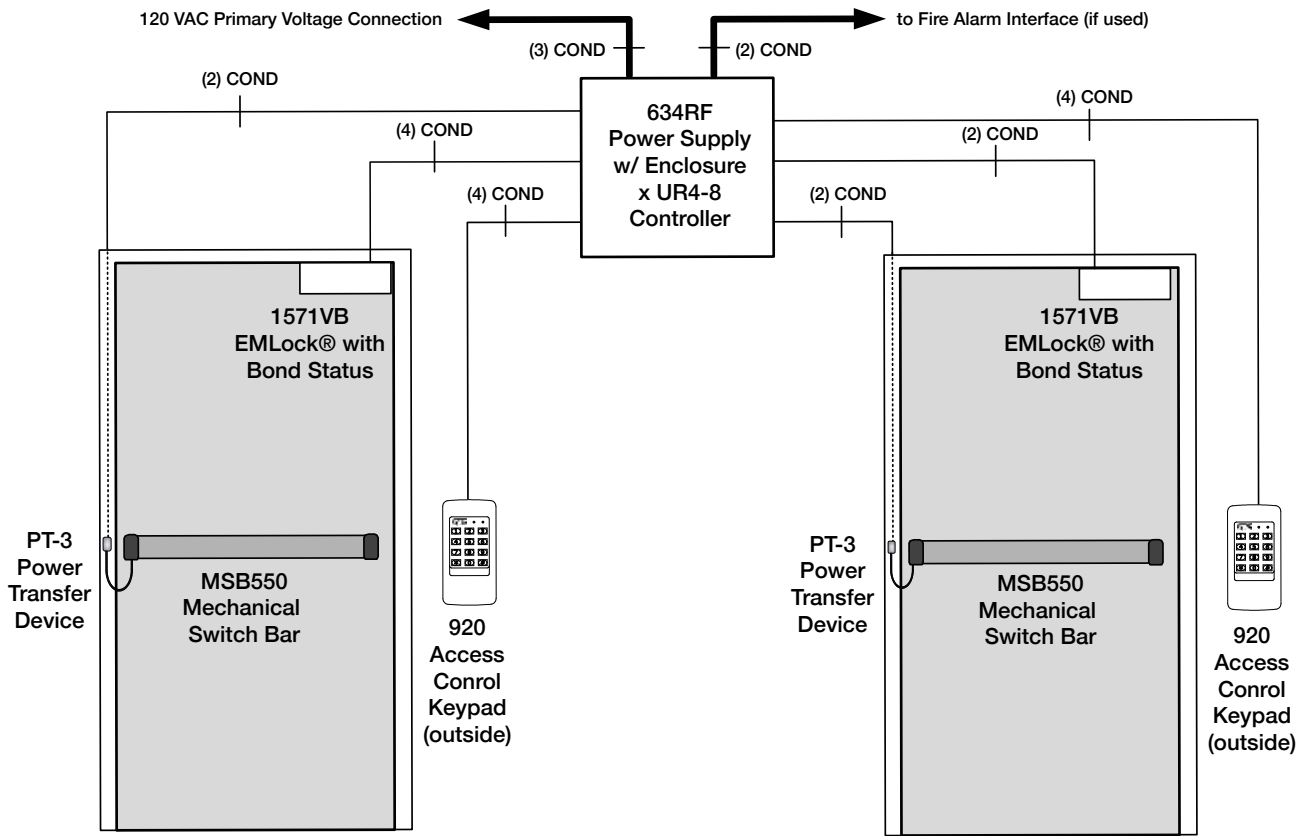 120 VAC Primary Voltage Connection
to Fire Alarm Interface (if used)
(3) COND
(2) COND
(2) COND
(4) COND
(4) COND
634RF
Power Supply
w/ Enclosure
x UR4-8
Controller
(4) COND
(2) COND
(2) COND
1571VB
EMLock® with
Bond Status
1571VB
EMLock® with
Bond Status
PT-3
Power
Transfer
Device
MSB550
Mechanical
Switch Bar
920
Access
Conrol
Keypad
(outside)
PT-3
Power
Transfer
Device
MSB550
Mechanical
Switch Bar
920
Access
Conrol
Keypad
(outside)